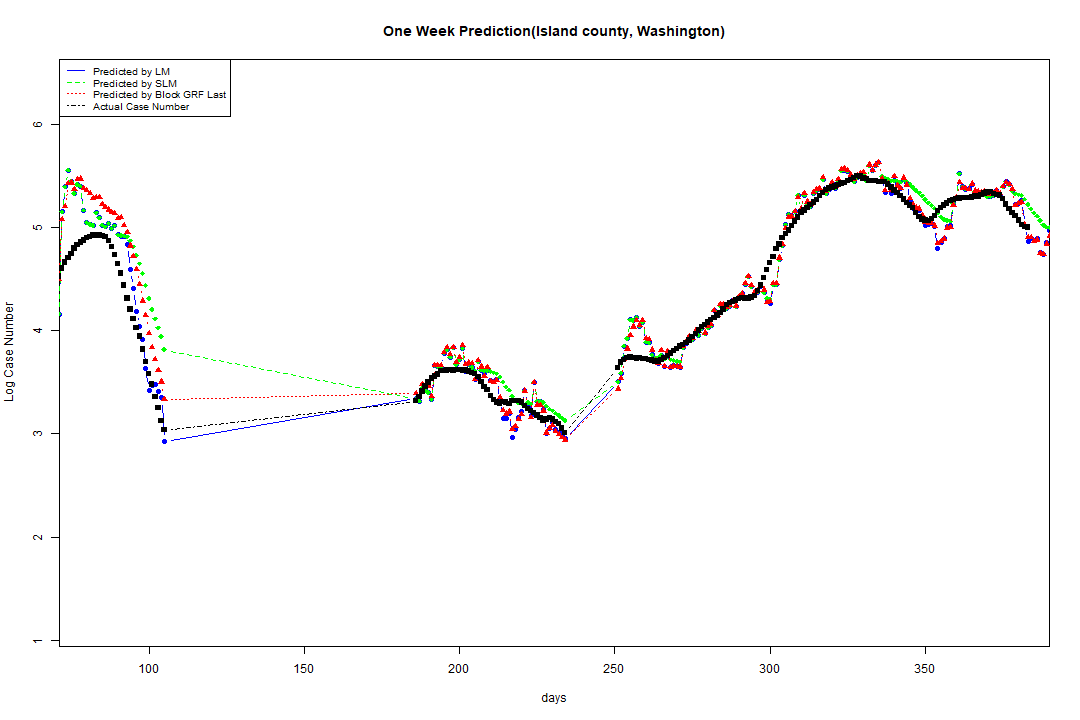 One Week Prediction(Island county, Washington)
Predicted by LM
Predicted by SLM
Predicted by Block GRF Last
Actual Case Number
Log Case Number
6
5
4
3
2
1
100 150 200 250 300 350
days